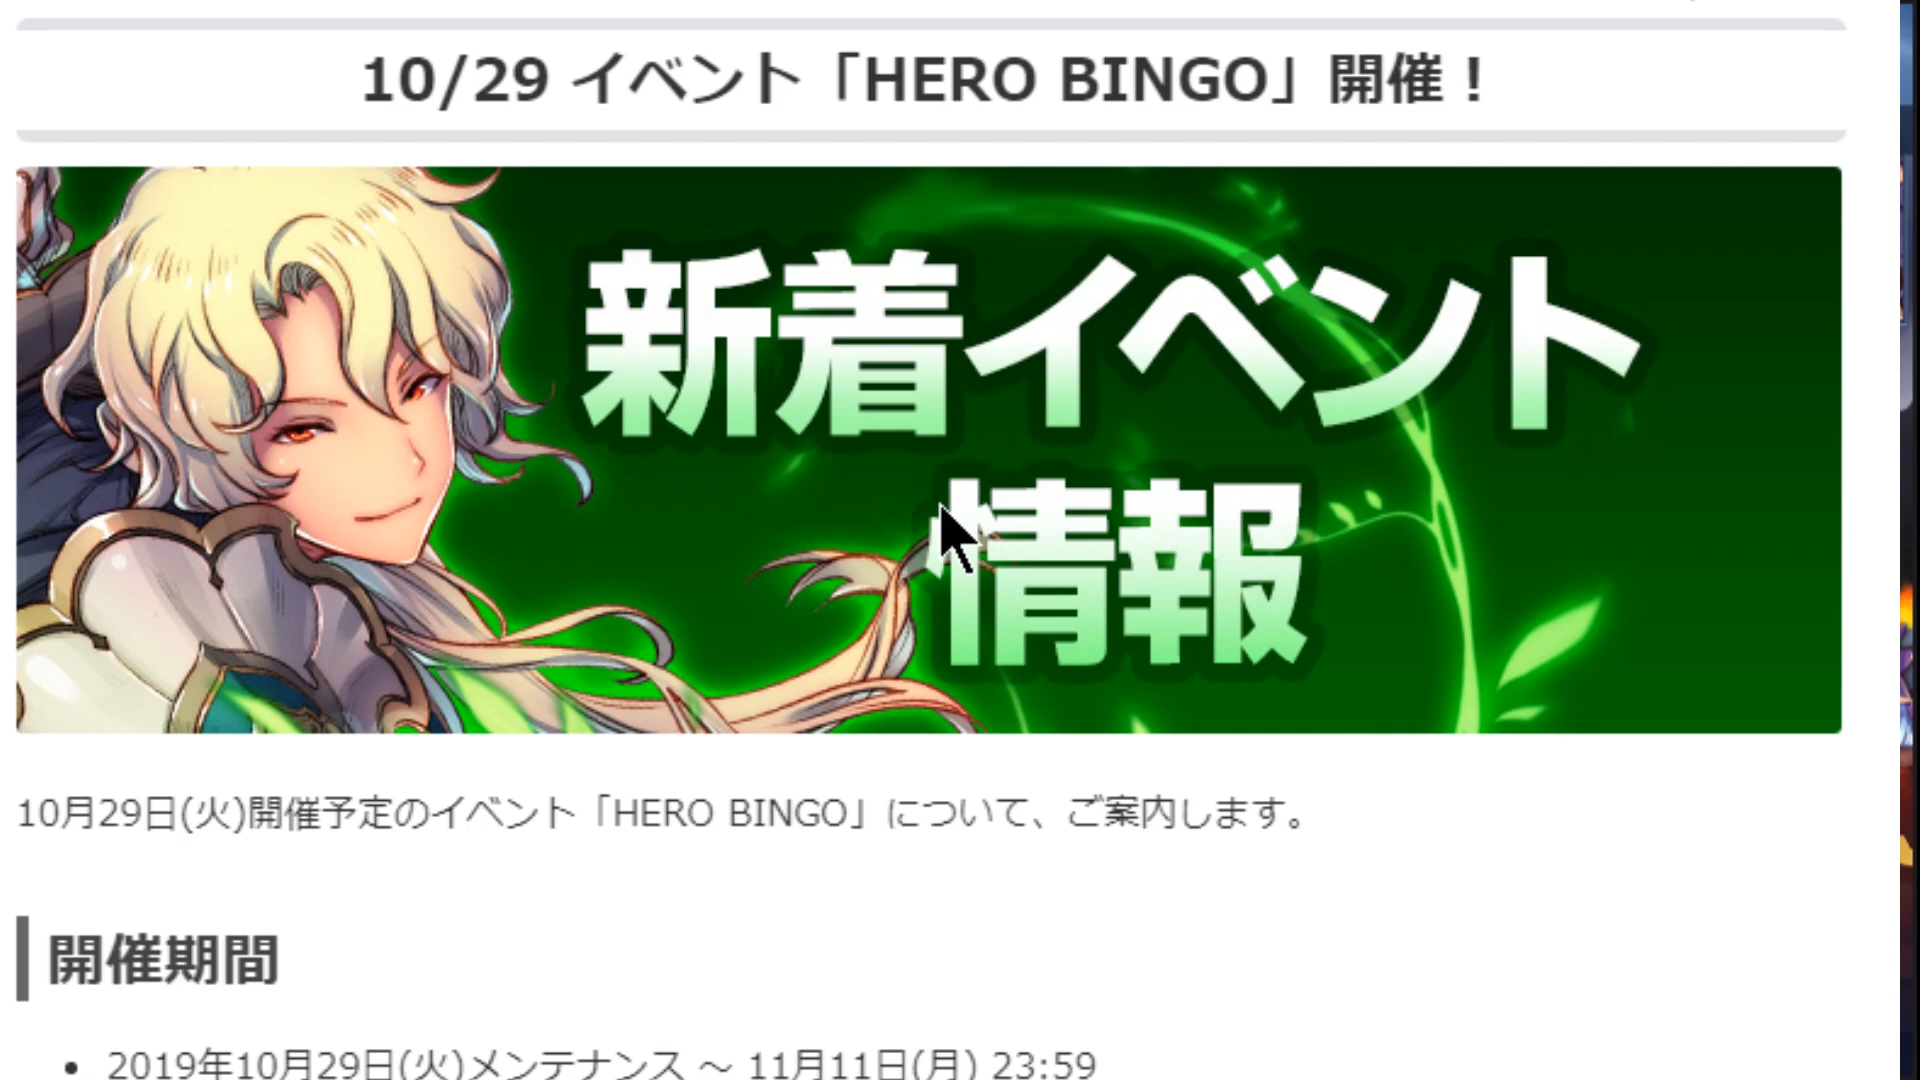 10/29 イベント「HERO BINGO」開催！
新着イベント
情報
10月29日(火)開催予定のイベント「HERO BINGO」について、ご案内します。
開催期間
• 2019年10月29日(火)メンテナンス ～ 11月11日(月) 23:59